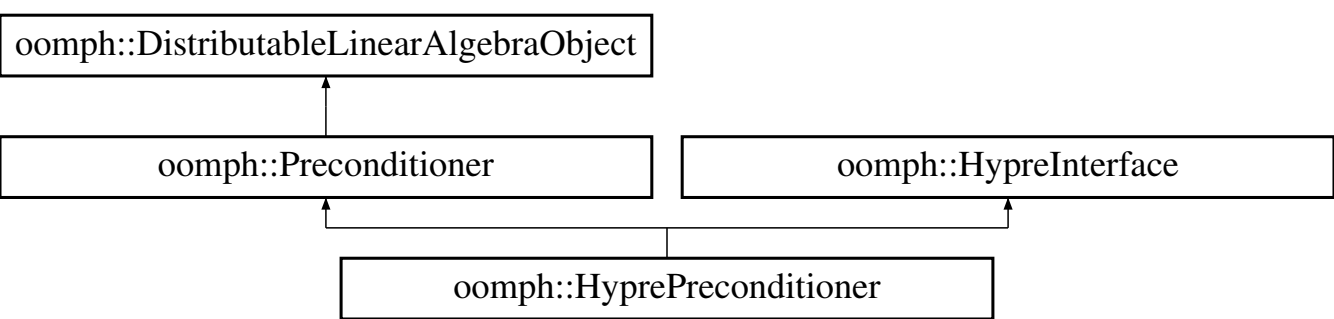 oomph::DistributableLinearAlgebraObject
oomph::Preconditioner
oomph::HypreInterface
oomph::HyprePreconditioner